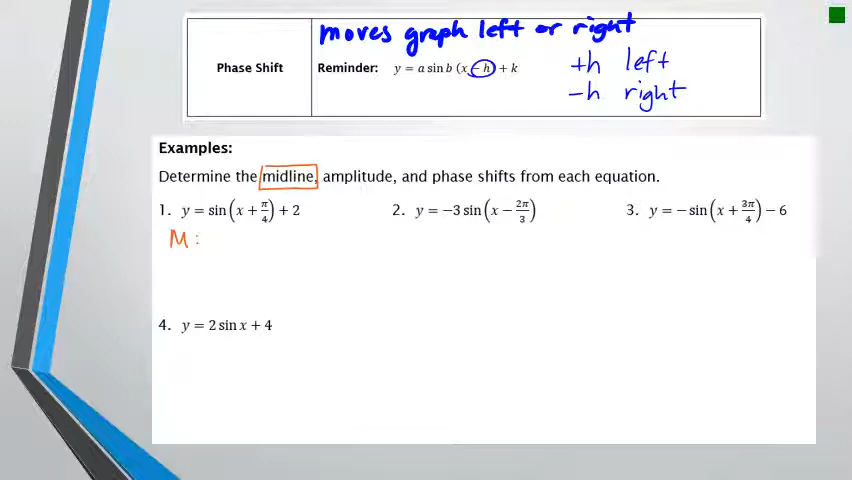 moves graph left or right
Phase Shift
Reminder: y = a sin b (x − h) + k
+h left
−h right
Examples:
Determine the midline, amplitude, and phase shifts from each equation.
1. y = sin(x + π/4) + 2
2. y = −3 sin(x − 2π/3)
3. y = − sin(x + 3π/4) − 6
M:
4. y = 2 sin x + 4